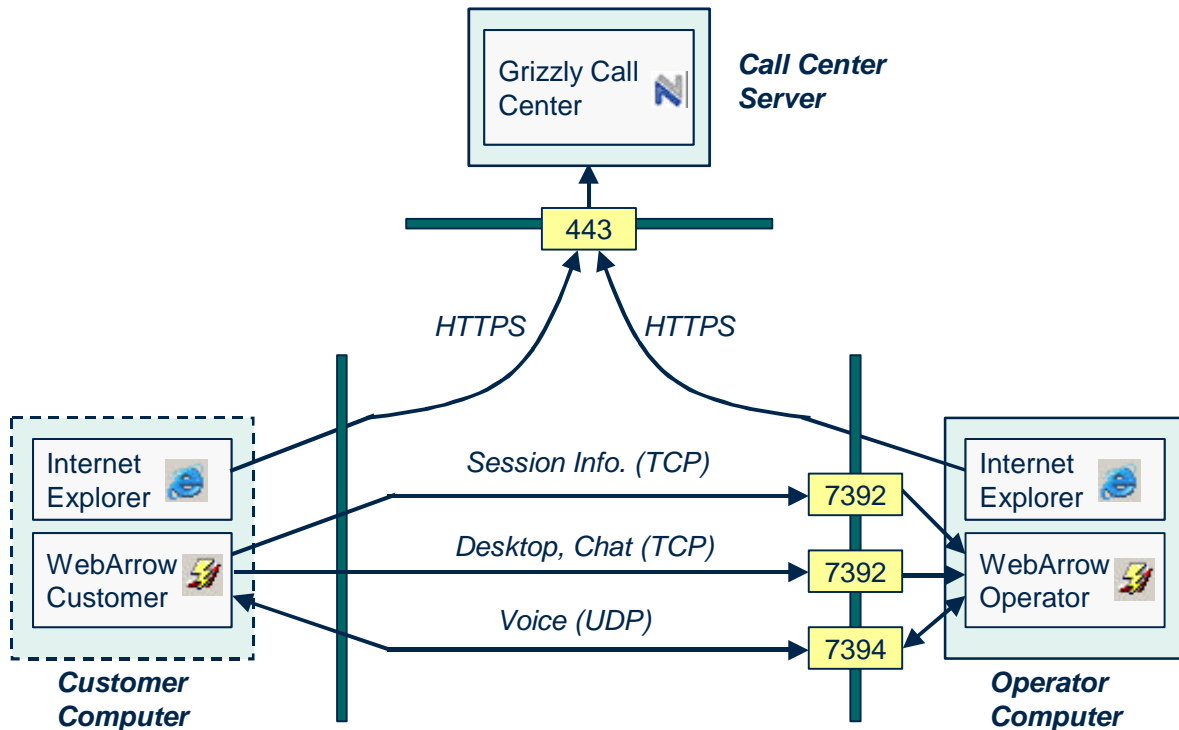 Grizzly Call
Center
Call Center
Server
443
HTTPS
HTTPS
Internet
Explorer
Session Info. (TCP)
7392
Internet
Explorer
WebArrow
Customer
Desktop, Chat (TCP)
7392
WebArrow
Operator
Voice (UDP)
7394
Customer
Computer
Operator
Computer